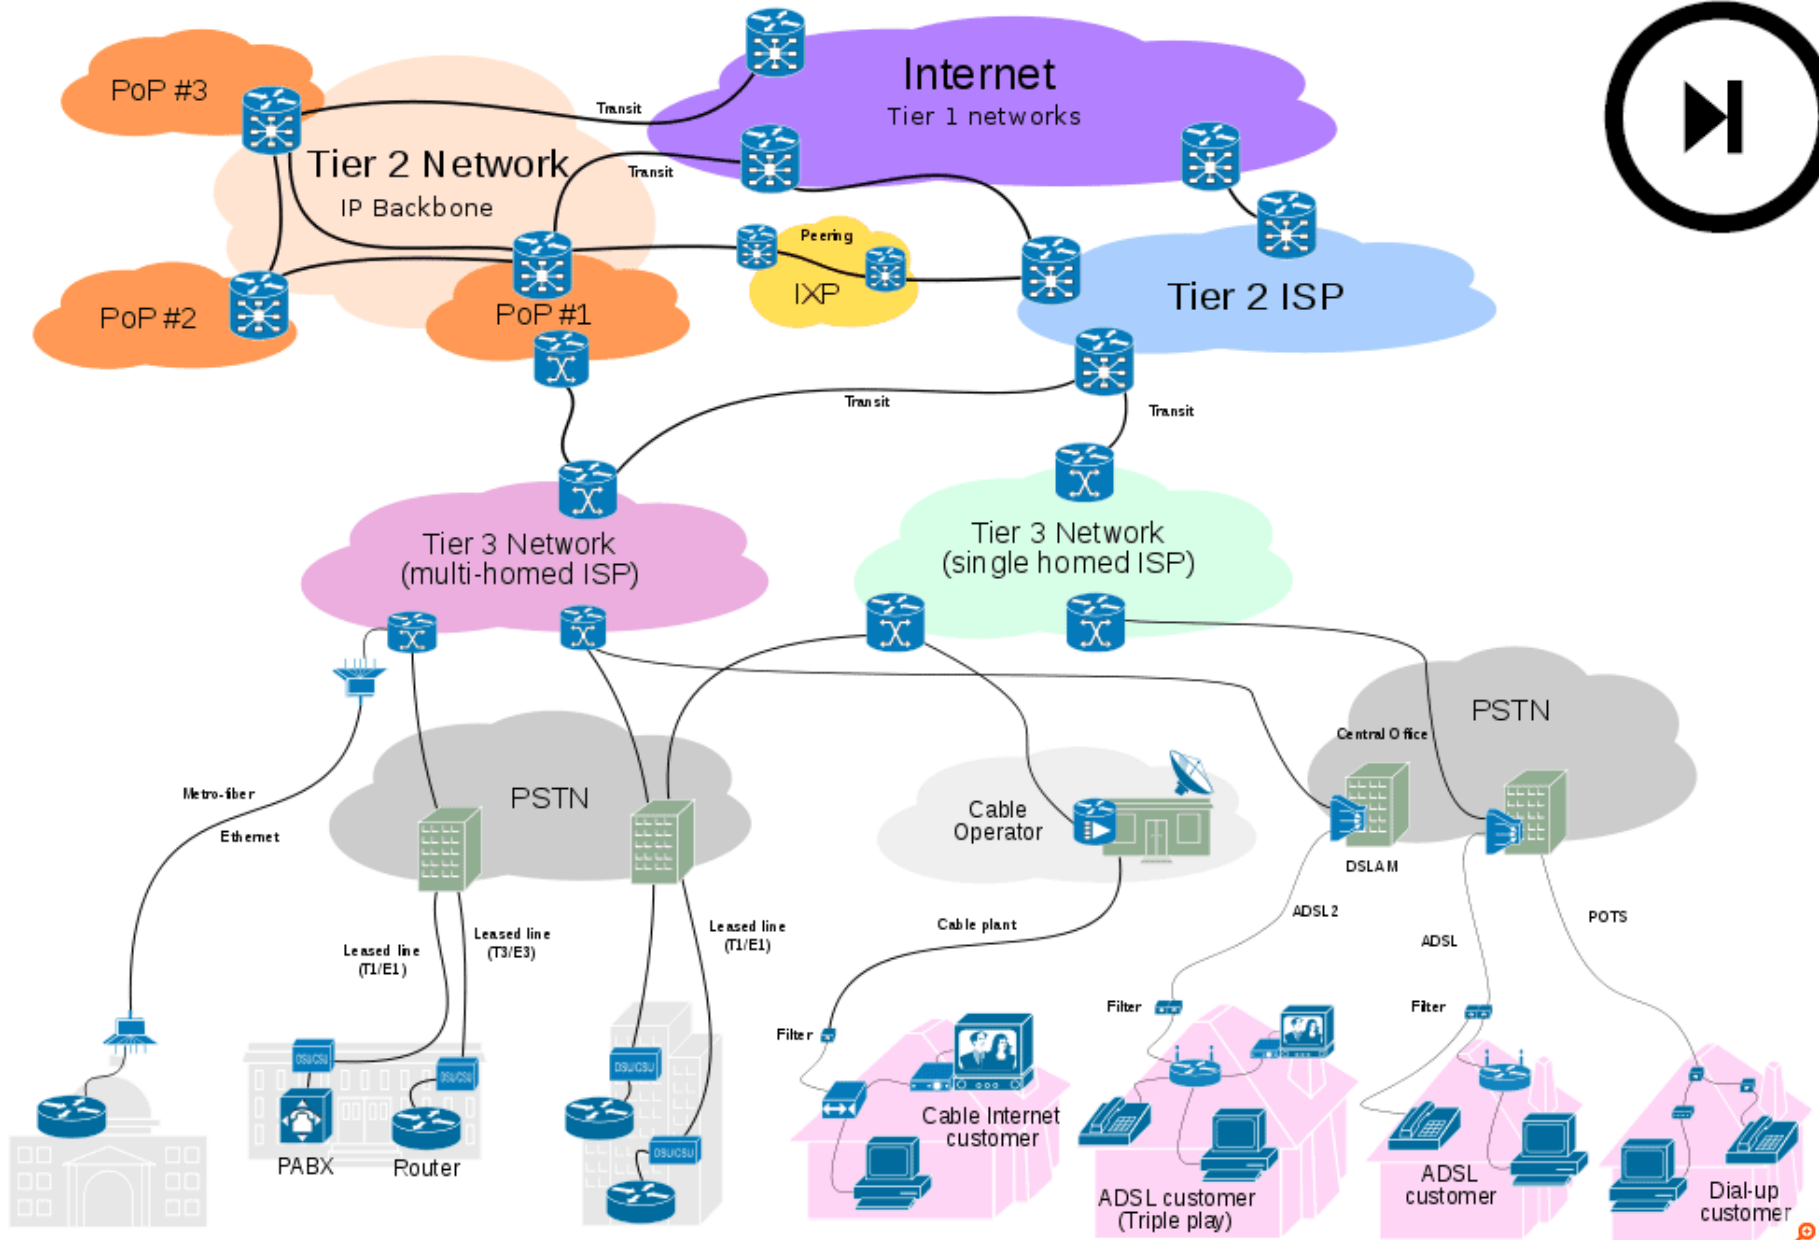 PoP #3
Internet
Tier 1 networks
Transit
Tier 2 Network
IP Backbone
Transit
Peering
IXP
Tier 2 ISP
PoP #2
PoP #1
Transit
Transit
Tier 3 Network
(multi-homed ISP)
Tier 3 Network
(single homed ISP)
PSTN
Central Office
PSTN
Metro-fiber
Ethernet
Cable
Operator
DSLAM
Leased line
(T1/E1)
Leased line
(T3/E3)
Leased line
(T1/E1)
Cable plant
ADSL2
ADSL
POTS
Filter
Filter
Filter
DSU/CSU
DSU/CSU
DSU/CSU
DSU/CSU
PABX
Router
Cable Internet
customer
ADSL customer
(Triple play)
ADSL
customer
Dial-up
customer